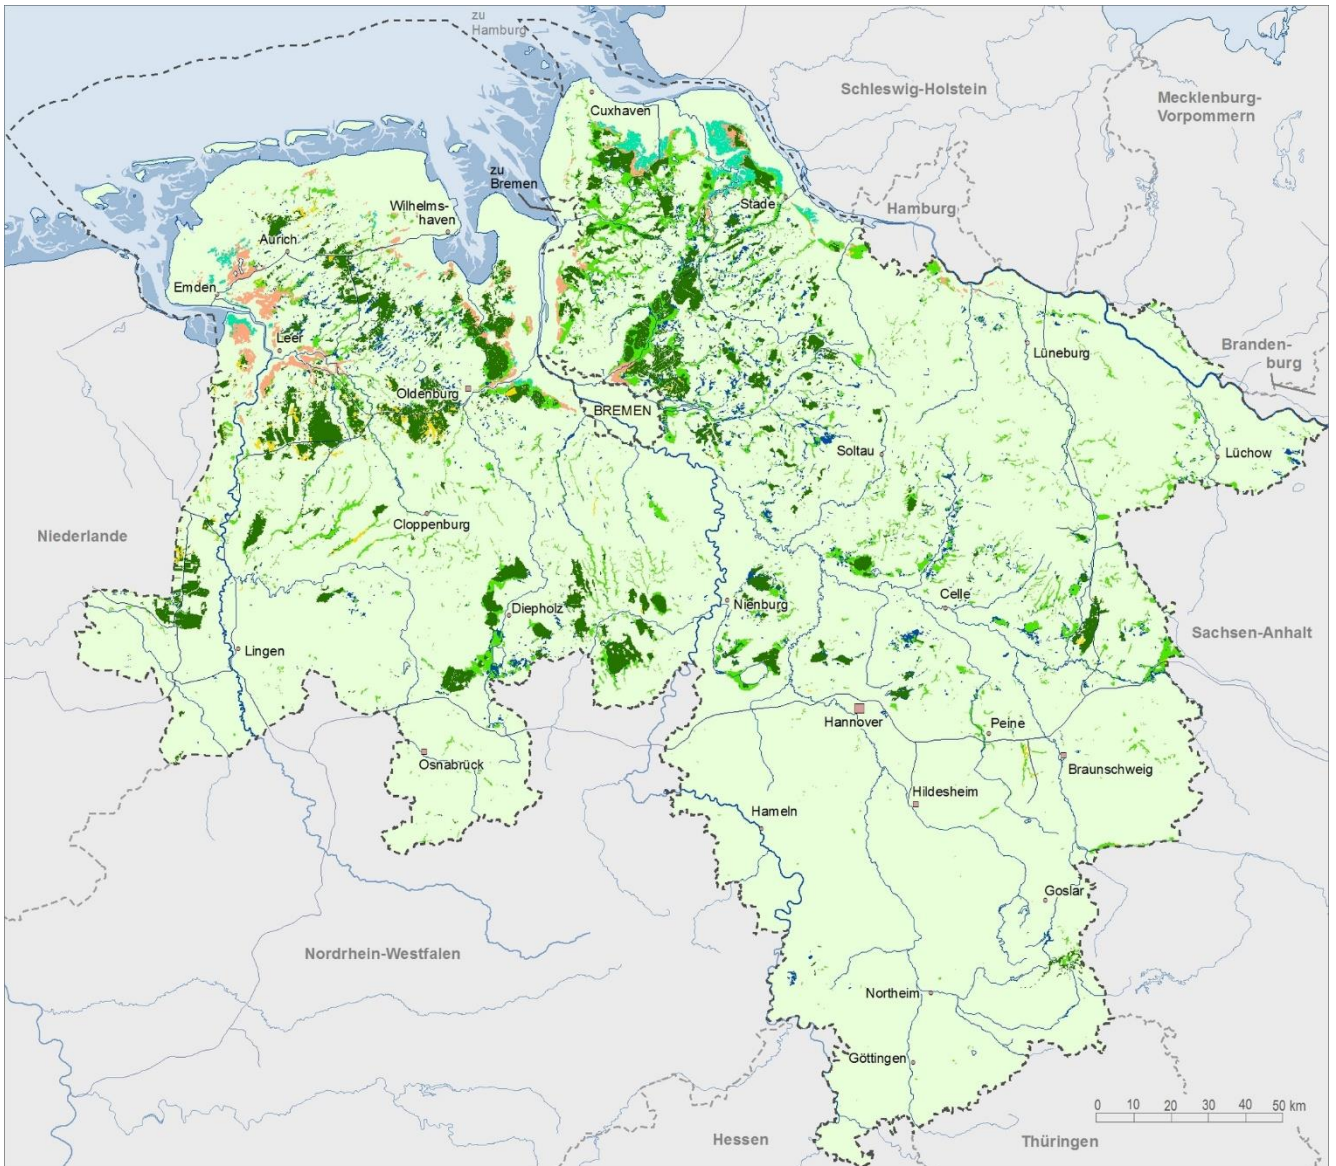 zu
Hamburg
Schleswig-Holstein
Mecklenburg-
Vorpommern
Cuxhaven
zu
Bremen
Stade
Wilhelms-
haven
Hamburg
Aurich
Emden
Leer
Lüneburg
Branden-
burg
Oldenburg
BREMEN
Soltau
Lüchow
Cloppenburg
Niederlande
Diepholz
Nienburg
Celle
Sachsen-Anhalt
Lingen
Hannover
Peine
Osnabrück
Braunschweig
Hildesheim
Hameln
Goslar
Nordrhein-Westfalen
Northeim
Göttingen
0 10 20 30 40 50 km
Hessen
Thüringen